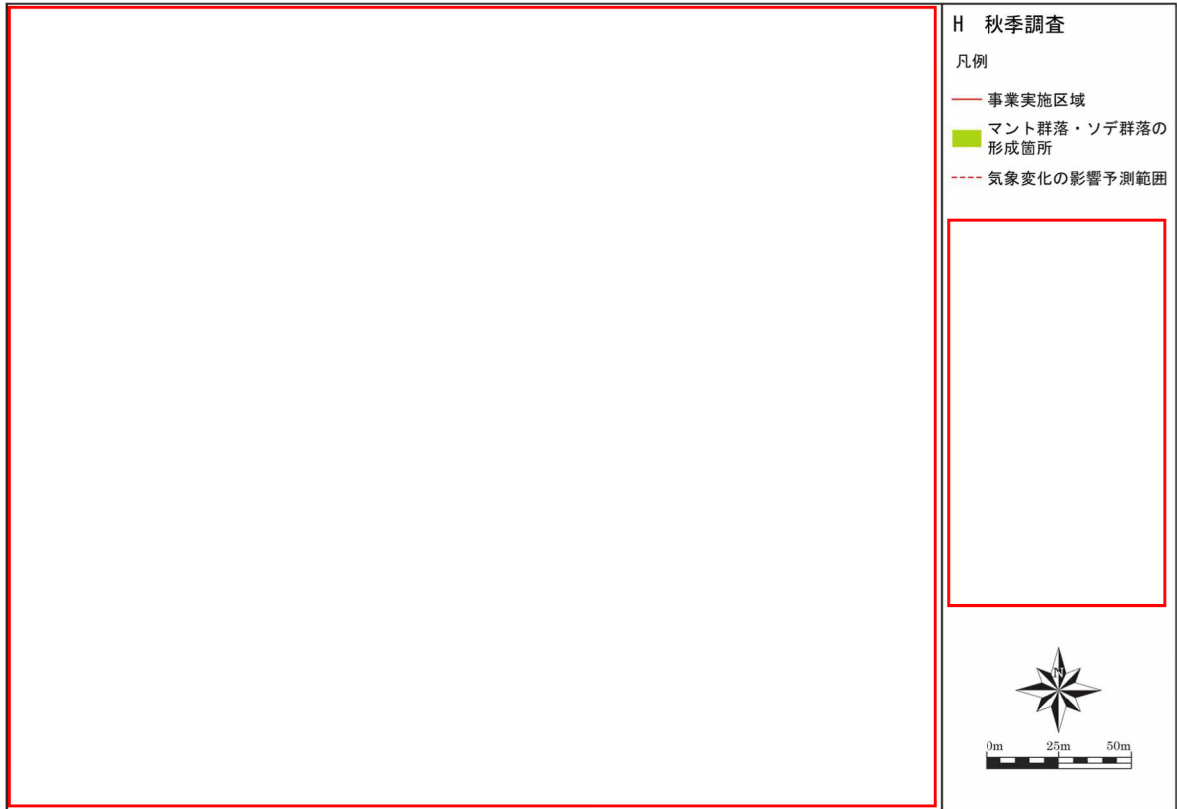 H 秋季調査
凡例
事業実施区域
マント群落・ソデ群落の
形成箇所
気象変化の影響予測範囲
N
0m 25m 50m